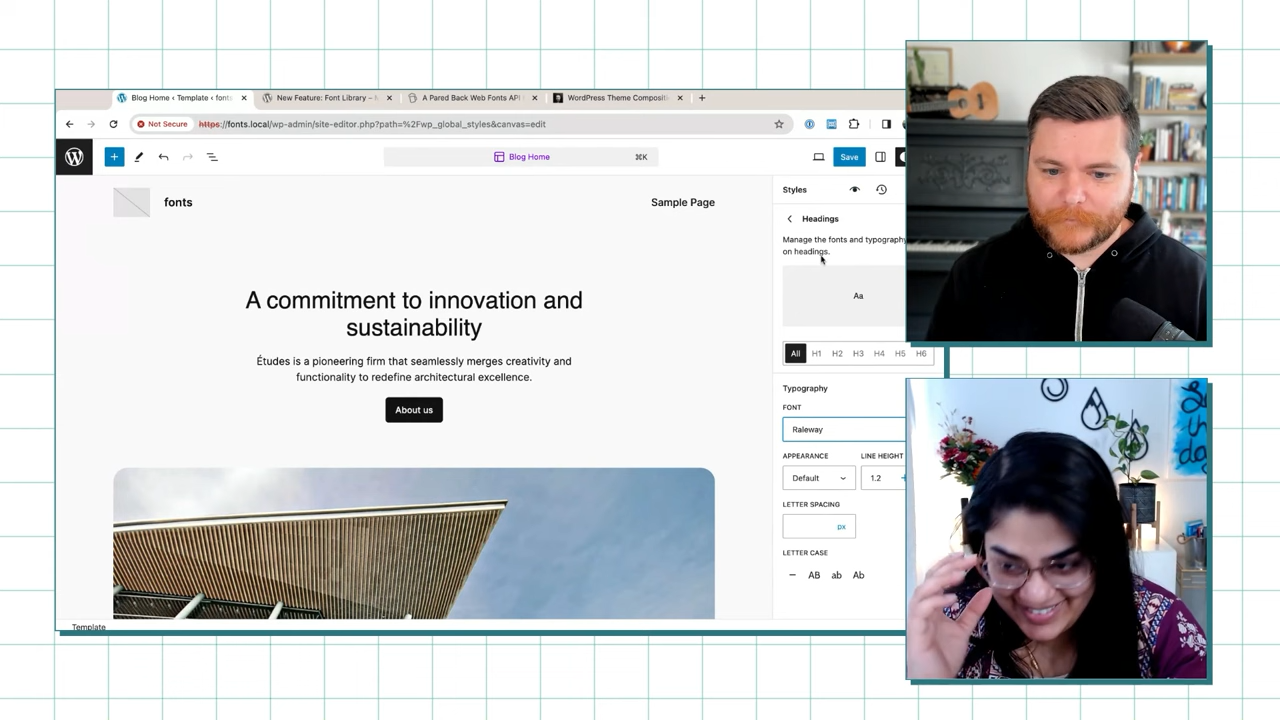 Blog Home ‹ Template ‹ fonts
New Feature: Font Library –
A Pared Back Web Fonts API
WordPress Theme Compositi
Not Secure
https://fonts.local/wp-admin/site-editor.php?path=%2Fwp_global_styles&canvas=edit
Blog Home
⌘K
Save
fonts
Sample Page
A commitment to innovation and
sustainability
Études is a pioneering firm that seamlessly merges creativity and
functionality to redefine architectural excellence.
About us
Template
Styles
Headings
Manage the fonts and typography
on headings.
Aa
All H1 H2 H3 H4 H5 H6
Typography
FONT
Raleway
APPEARANCE LINE HEIGHT
Default 1.2 +
LETTER SPACING
px
LETTER CASE
– AB ab Ab